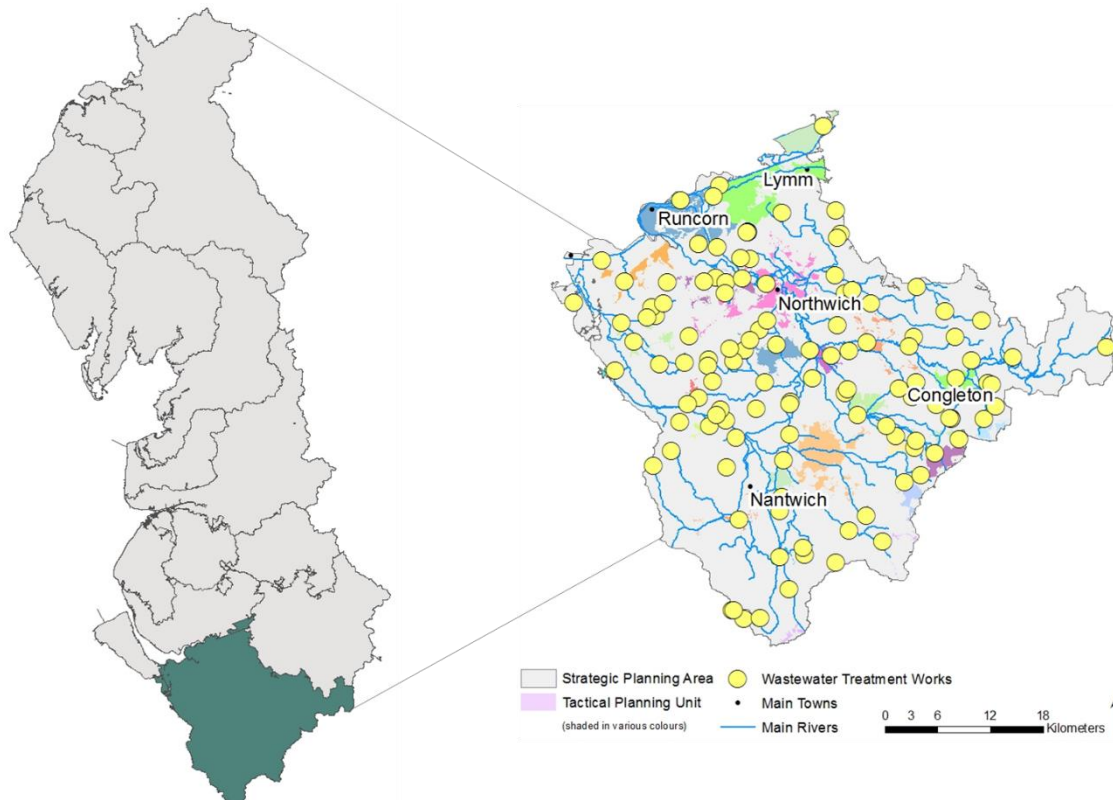 Lymm
Runcorn
Northwich
Congleton
Nantwich
Strategic Planning Area
Wastewater Treatment Works
Tactical Planning Unit
Main Towns
(shaded in various colours)
Main Rivers
0 3 6 12 18
Kilometers
A